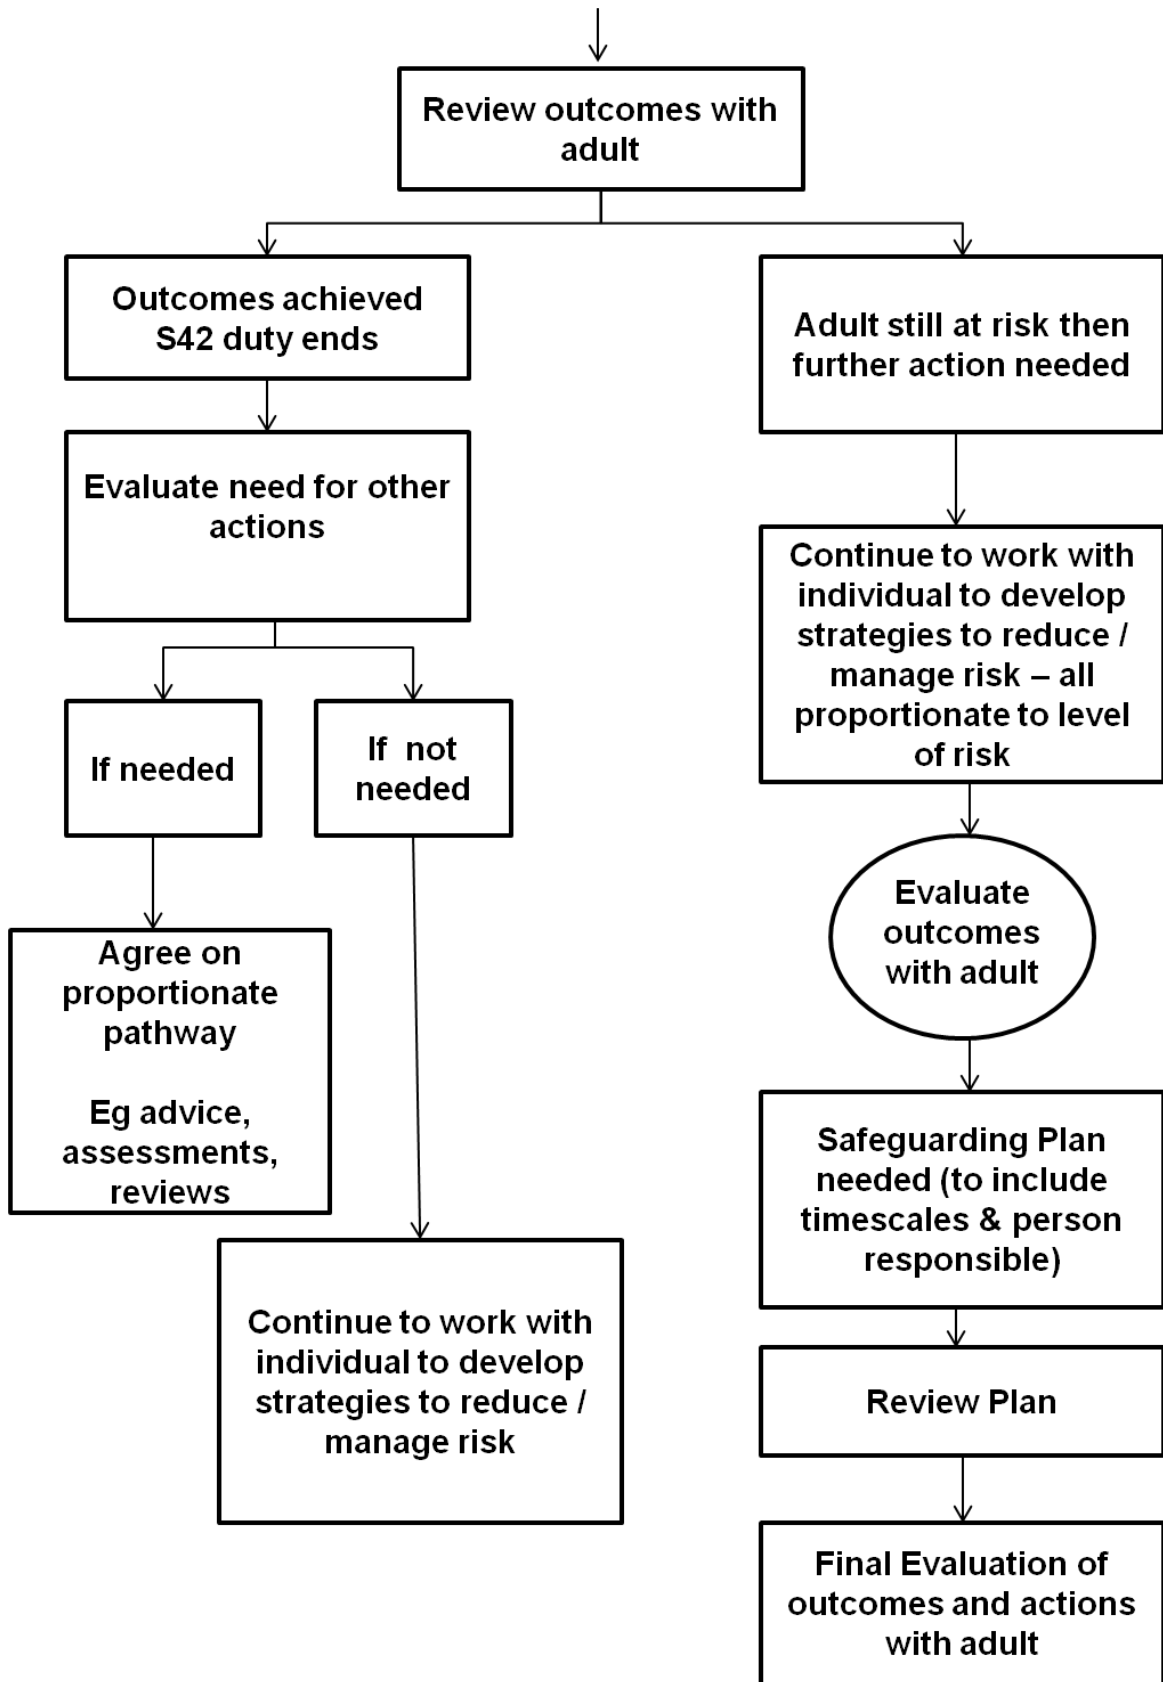 Review outcomes with
adult
Outcomes achieved
S42 duty ends
Evaluate need for other
actions
If needed
If  not
needed
Agree on
proportionate
pathway
Eg advice,
assessments,
reviews
Continue to work with
individual to develop
strategies to reduce /
manage risk
Adult still at risk then
further action needed
Continue to work with
individual to develop
strategies to reduce /
manage risk – all
proportionate to level
of risk
Evaluate
outcomes
with adult
Safeguarding Plan
needed (to include
timescales & person
responsible)
Review Plan
Final Evaluation of
outcomes and actions
with adult